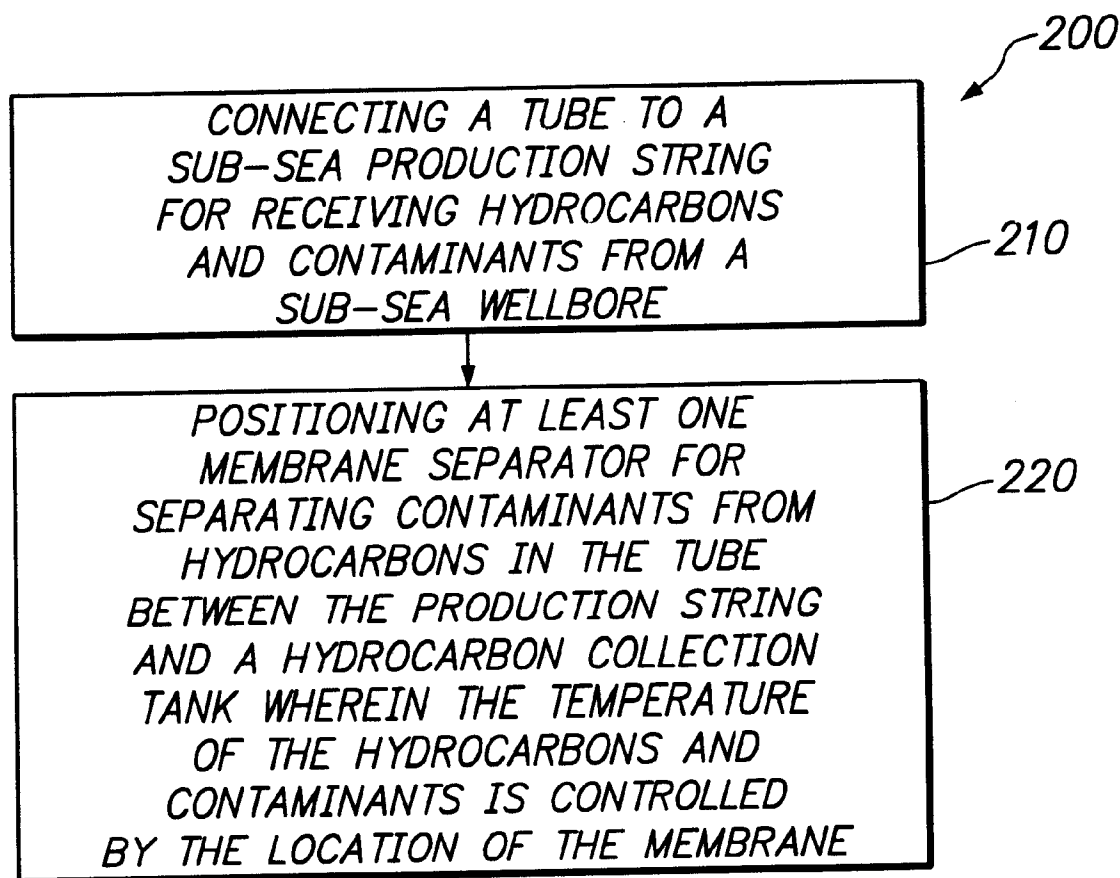 200
CONNECTING A TUBE TO A
SUB-SEA PRODUCTION STRING
FOR RECEIVING HYDROCARBONS
AND CONTAMINANTS FROM A
SUB-SEA WELLBORE
210
POSITIONING AT LEAST ONE
MEMBRANE SEPARATOR FOR
SEPARATING CONTAMINANTS FROM
HYDROCARBONS IN THE TUBE
BETWEEN THE PRODUCTION STRING
AND A HYDROCARBON COLLECTION
TANK WHEREIN THE TEMPERATURE
OF THE HYDROCARBONS AND
CONTAMINANTS IS CONTROLLED
BY THE LOCATION OF THE MEMBRANE
220